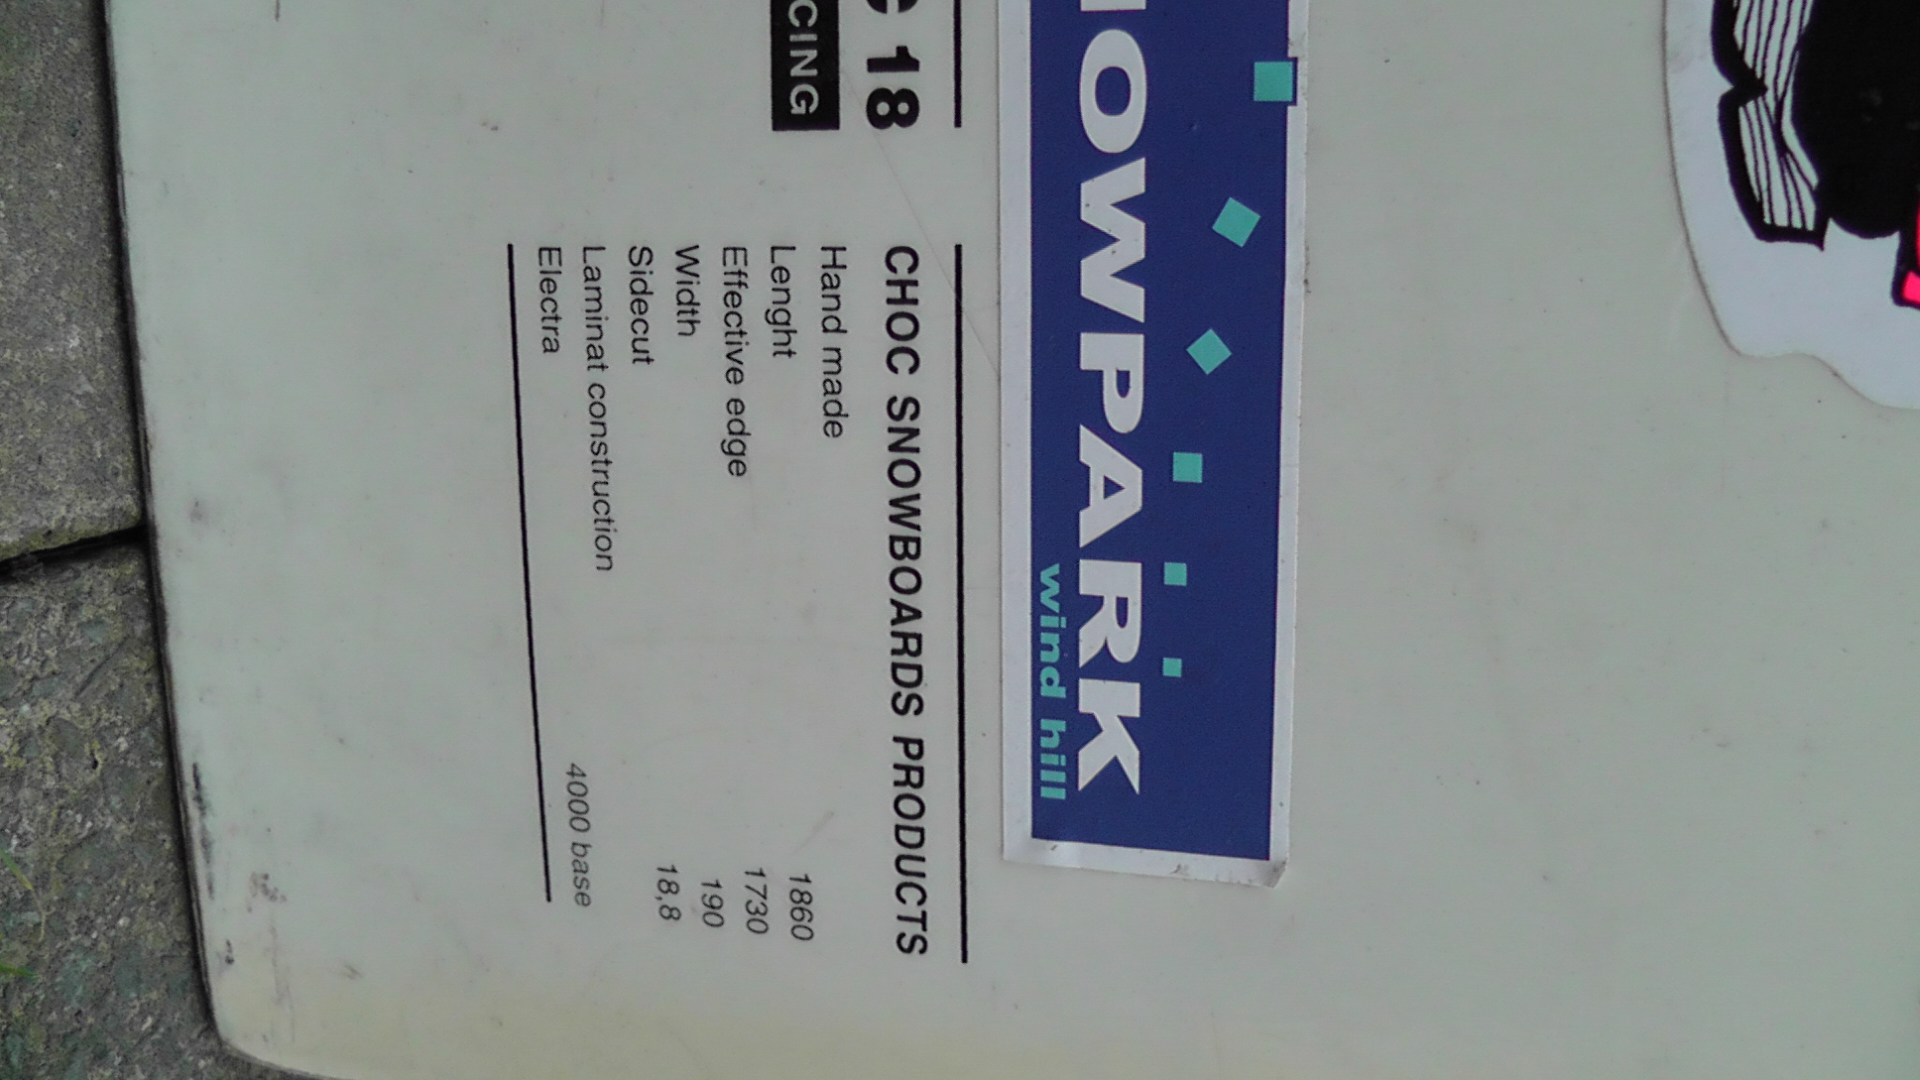 OWPARK
wind hill
18
CING
CHOC SNOWBOARDS PRODUCTS
Hand made
Lenght 1860
Effective edge 1730
Width 190
Sidecut 18,8
Laminat construction
Electra 4000 base